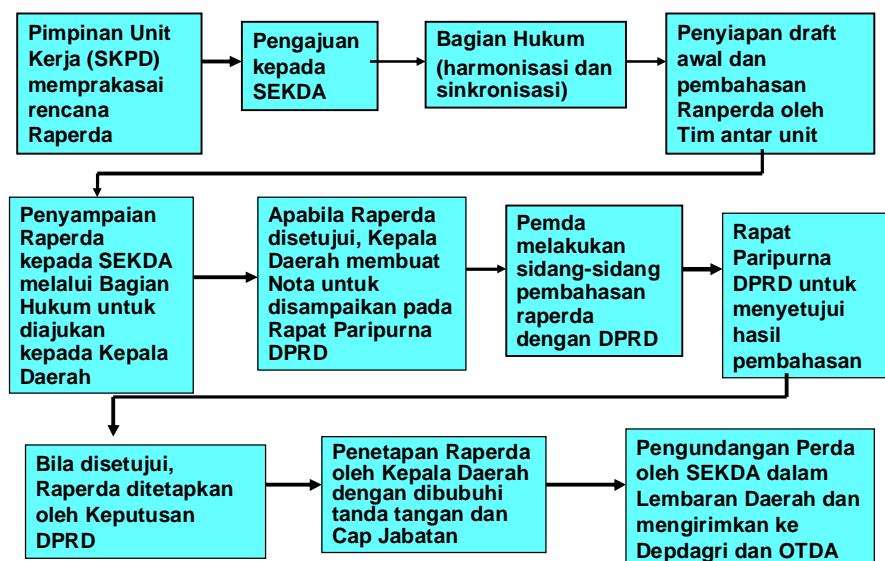 Pimpinan Unit
Kerja (SKPD)
memprakasai
rencana
Raperda
Pengajuan
kepada
SEKDA
Bagian Hukum
(harmonisasi dan
sinkronisasi)
Penyiapan draft
awal dan
pembahasan
Ranperda oleh
Tim antar unit
Penyampaian
Raperda
kepada SEKDA
melalui Bagian
Hukum untuk
diajukan
kepada Kepala
Daerah
Apabila Raperda
disetujui, Kepala
Daerah membuat
Nota untuk
disampaikan pada
Rapat Paripurna
DPRD
Pemda
melakukan
sidang-sidang
pembahasan
raperda
dengan DPRD
Rapat
Paripurna
DPRD untuk
menyetujui
hasil
pembahasan
Bila disetujui,
Raperda ditetapkan
oleh Keputusan
DPRD
Penetapan Raperda
oleh Kepala Daerah
dengan dibubuhi
tanda tangan dan
Cap Jabatan
Pengundangan Perda
oleh SEKDA dalam
Lembaran Daerah dan
mengirimkan ke
Depdagri dan OTDA